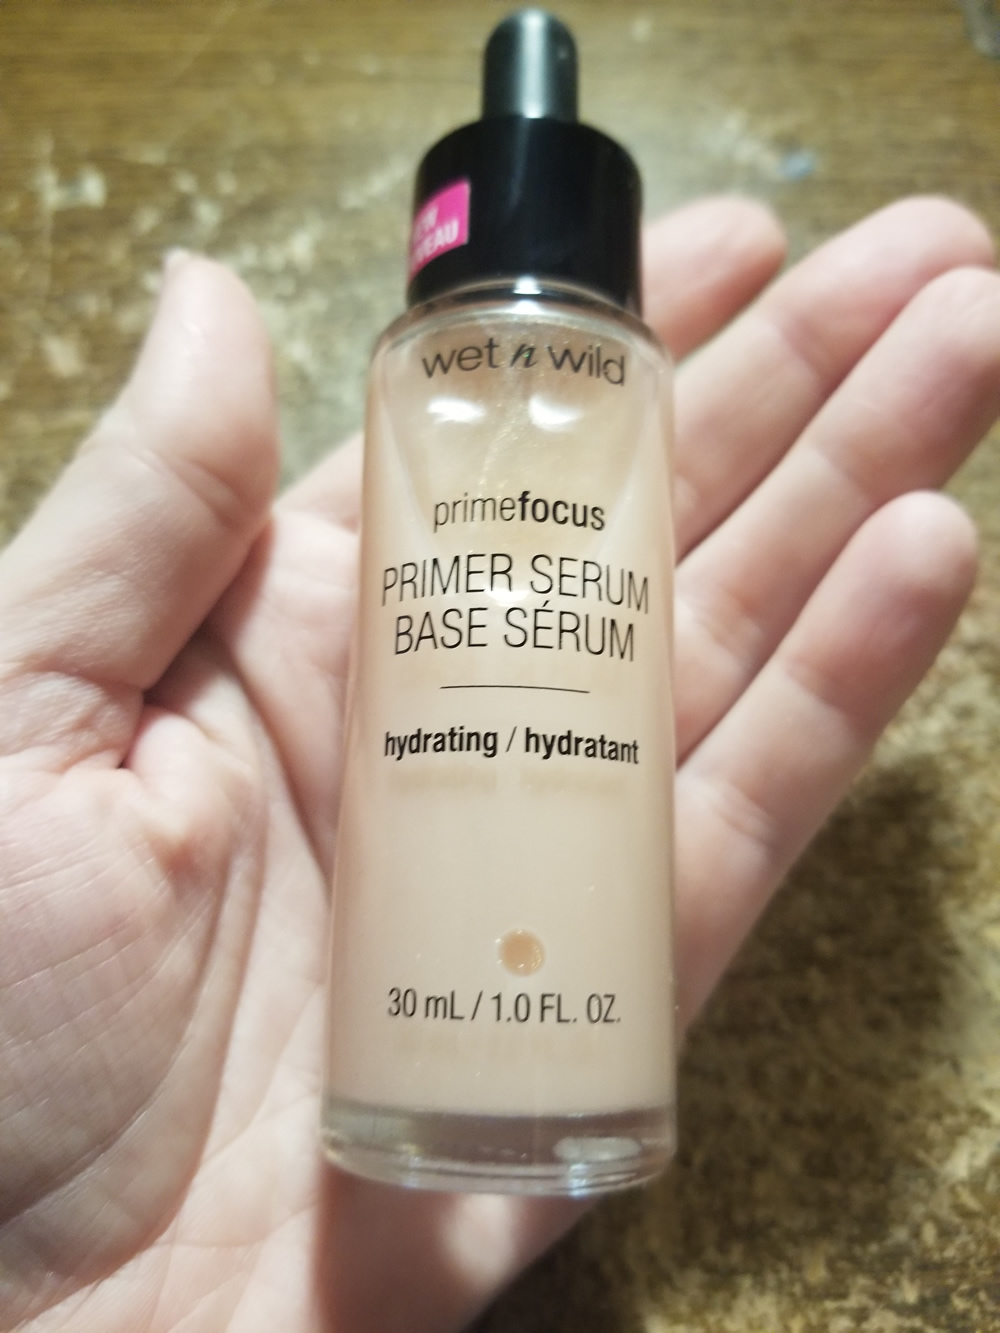 wet n wild
primefocus
PRIMER SERUM
BASE SÉRUM
hydrating / hydratant
30 mL / 1.0 FL. OZ.